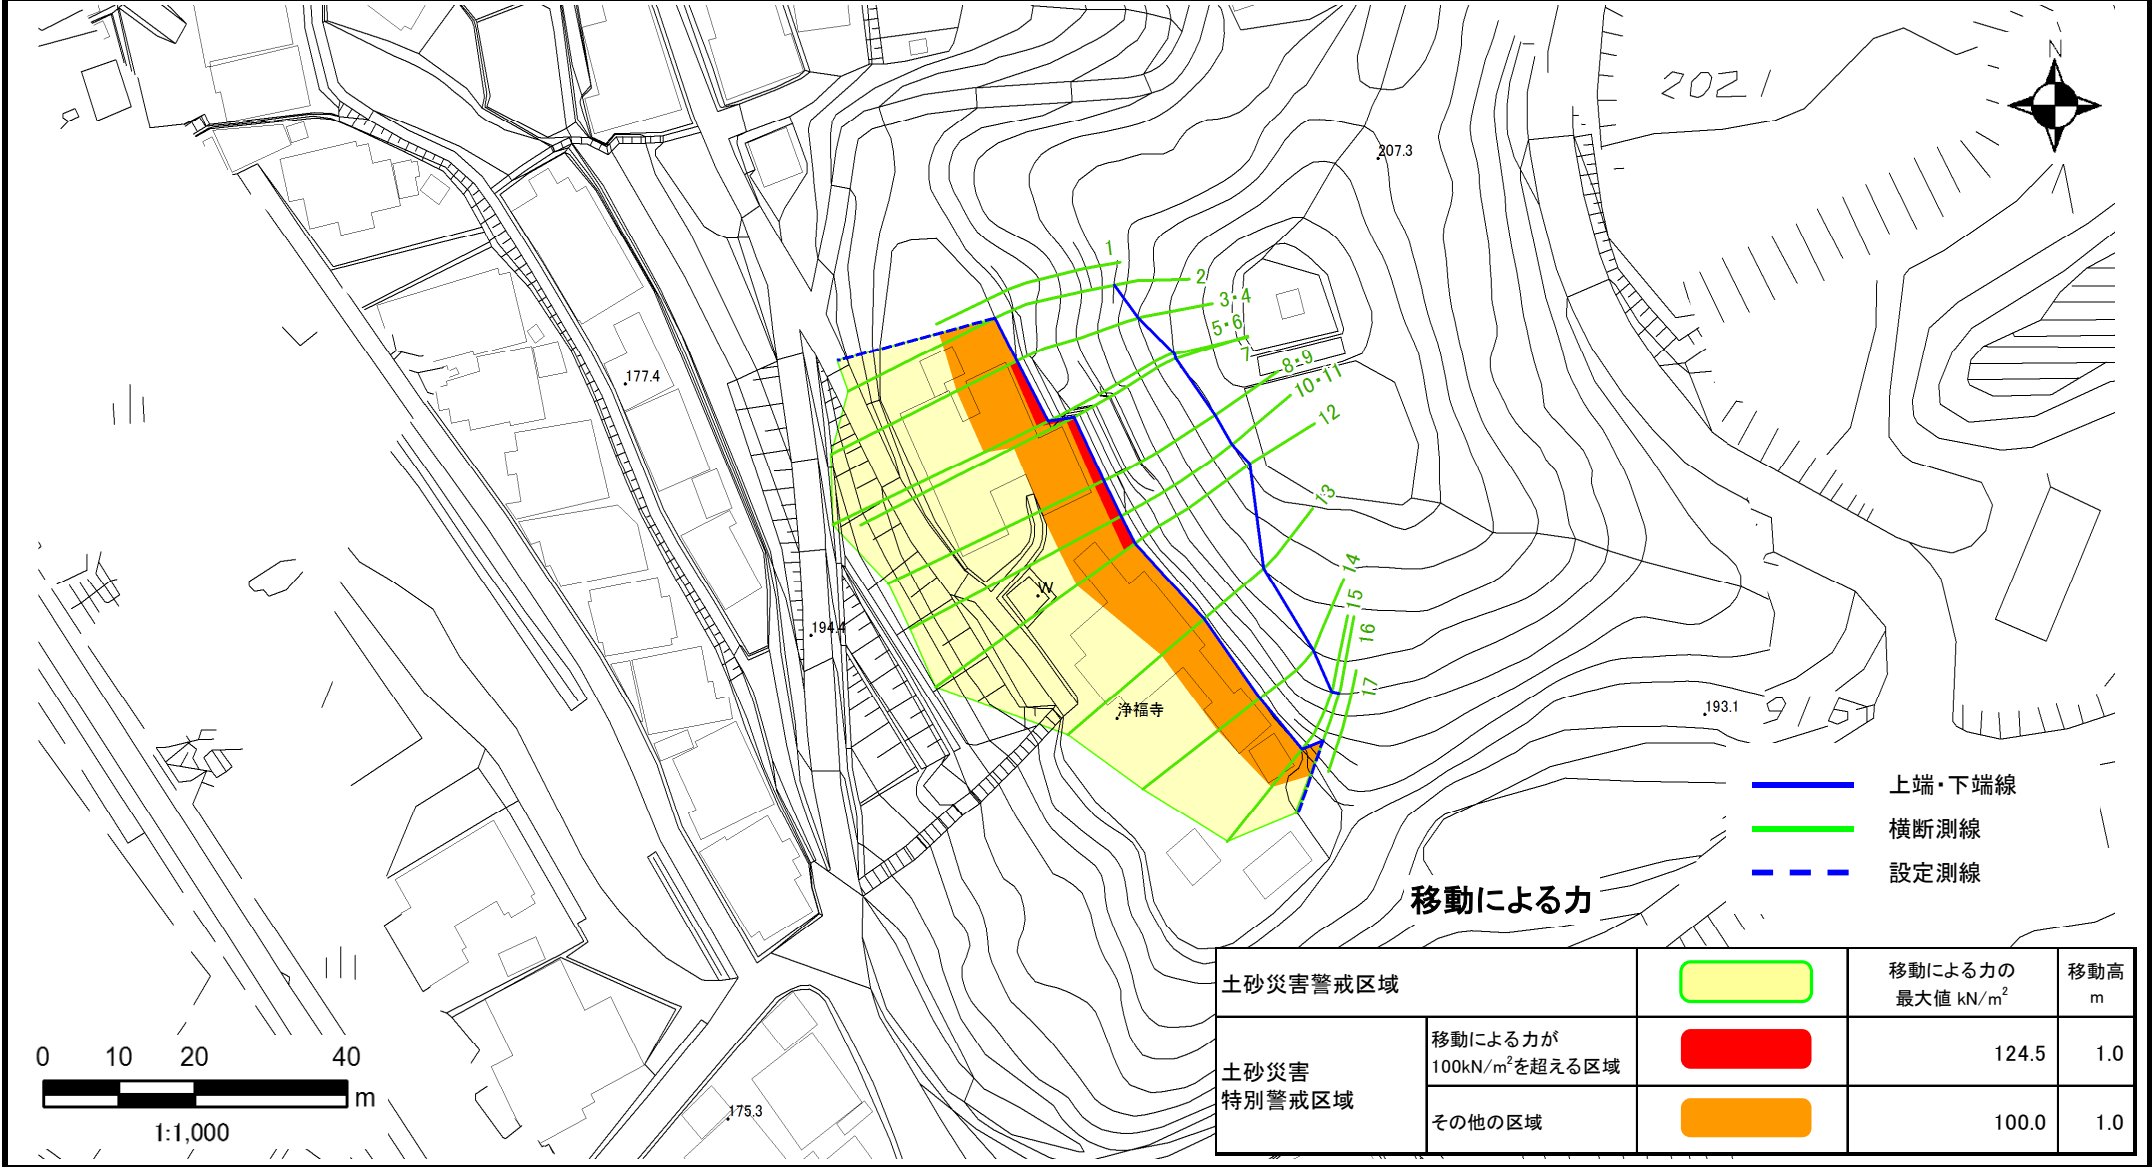 N
2021
207.3
1
2
3・4
5・6
7
8・9
10・11
12
177.4
13
14
15
16
17
W
194.4
浄福寺
193.1
916
上端・下端線
横断測線
設定測線
移動による力
土砂災害警戒区域
移動による力の
最大値 kN/m²
移動高
m
土砂災害
特別警戒区域
移動による力が
100kN/m²を超える区域
124.5
1.0
その他の区域
100.0
1.0
0 10 20 40
m
1:1,000
175.3